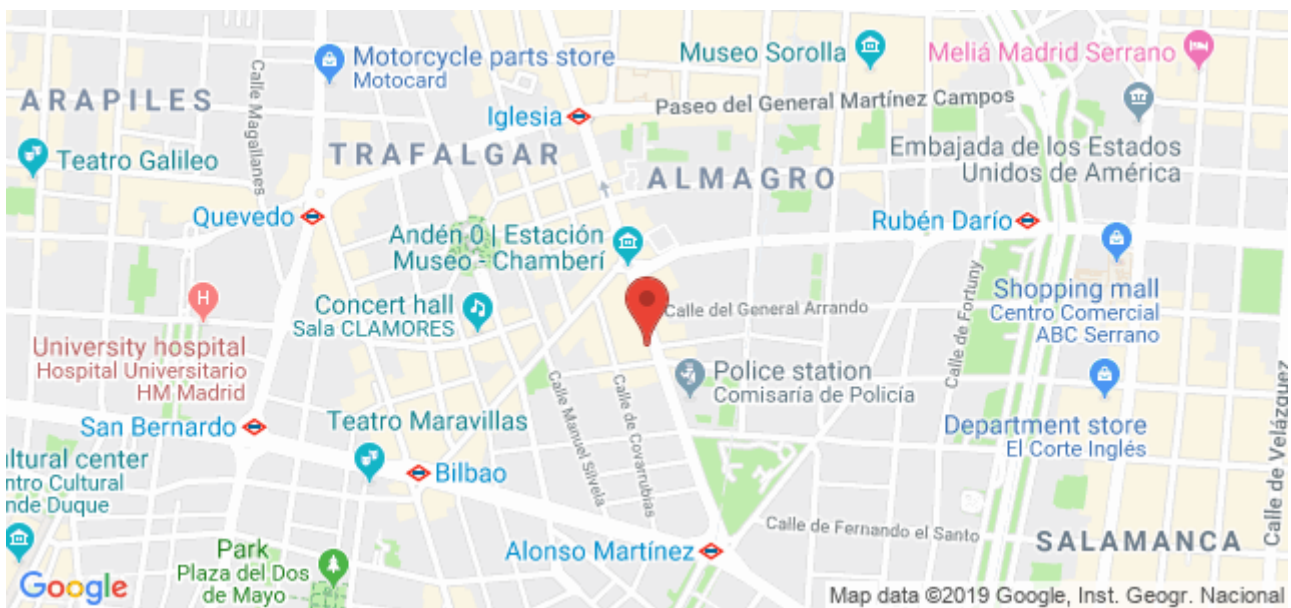 Motorcycle parts store
Motocard
Museo Sorolla
Meliá Madrid Serrano
ARAPILES
Calle Magallanes
Iglesia
Paseo del General Martínez Campos
Teatro Galileo
TRAFALGAR
ALMAGRO
Embajada de los Estados
Unidos de América
Quevedo
Andén 0 | Estación
Museo - Chamberí
Rubén Darío
H
University hospital
Hospital Universitario
HM Madrid
Concert hall
Sala CLAMORES
Calle del General Arrando
Calle de Fortuny
Shopping mall
Centro Comercial
ABC Serrano
Police station
Comisaría de Policía
Calle Manuel Silvela
Calle de Covarrubias
Teatro Maravillas
San Bernardo
Department store
El Corte Inglés
Calle de Velázquez
ltural center
ntro Cultural
nde Duque
Bilbao
Calle de Fernando el Santo
SALAMANCA
Alonso Martínez
Park
Plaza del Dos
de Mayo
Google
Map data ©2019 Google, Inst. Geogr. Nacional